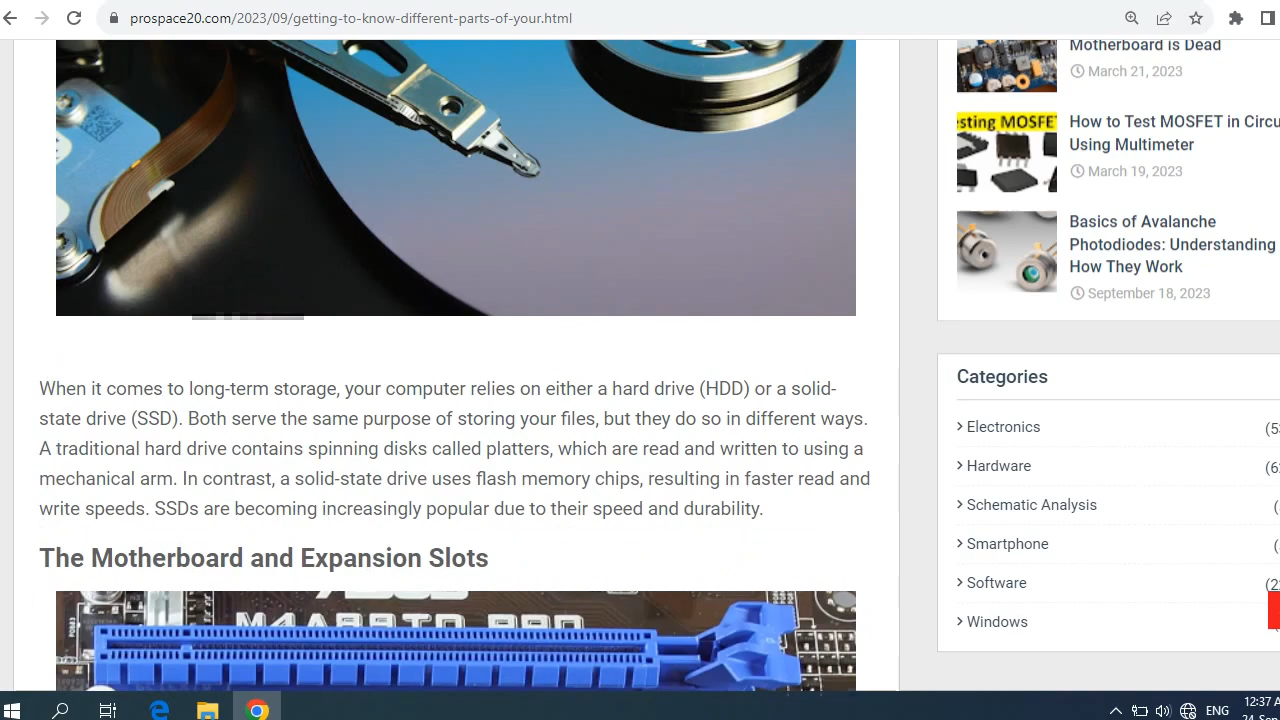 prospace20.com/2023/09/getting-to-know-different-parts-of-your.html
When it comes to long-term storage, your computer relies on either a hard drive (HDD) or a solid-
state drive (SSD). Both serve the same purpose of storing your files, but they do so in different ways.
A traditional hard drive contains spinning disks called platters, which are read and written to using a
mechanical arm. In contrast, a solid-state drive uses flash memory chips, resulting in faster read and
write speeds. SSDs are becoming increasingly popular due to their speed and durability.
The Motherboard and Expansion Slots
Motherboard is Dead
March 21, 2023
esting MOSFET
How to Test MOSFET in Circu
Using Multimeter
March 19, 2023
Basics of Avalanche
Photodiodes: Understanding
How They Work
September 18, 2023
Categories
Electronics
Hardware
Schematic Analysis
Smartphone
Software
Windows
ENG
12:37 A